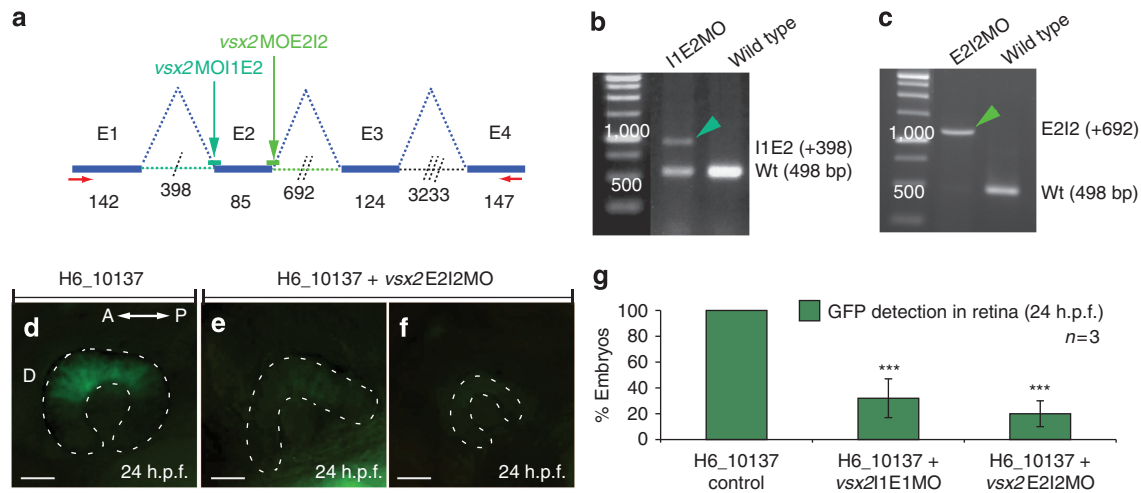 a
vsx2MOE2I2
vsx2MOI1E2
E1 E2 E3 E4
398 692 3233
142 85 124 147
b
I1E2MO Wild type
1,000
500
I1E2 (+398)
Wt (498 bp)
c
E2I2MO Wild type
1,000
500
E2I2 (+692)
Wt (498 bp)
H6_10137
H6_10137 + vsx2E2I2MO
d
A P
D
24 h.p.f.
e
24 h.p.f.
f
24 h.p.f.
g
% Embryos
100
80
60
40
20
0
GFP detection in retina (24 h.p.f.)
n=3
***
***
H6_10137
control
H6_10137 +
vsx2I1E1MO
H6_10137 +
vsx2E2I2MO